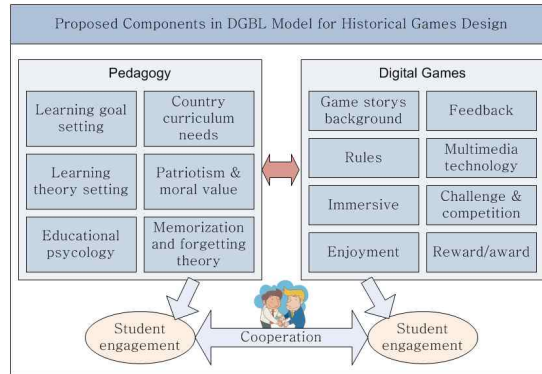 Proposed Components in DGBL Model for Historical Games Design
Pedagogy
Learning goal
setting
Country
curriculum
needs
Learning
theory setting
Patriotism &
moral value
Educational
psycology
Memorization
and forgetting
theory
Digital Games
Game storys
background
Feedback
Rules
Multimedia
technology
Immersive
Challenge &
competition
Enjoyment
Reward/award
Student
engagement
Cooperation
Student
engagement